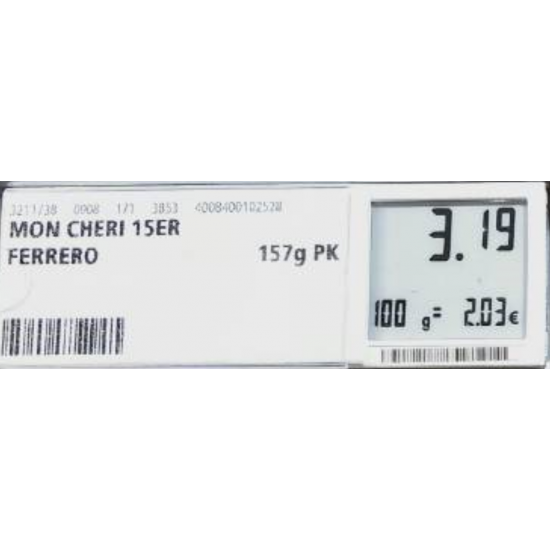 3211/38 0908 171 3853 4008400102528
MON CHERI 15ER
FERRERO 157g PK
3.19
100 g = 2.03€